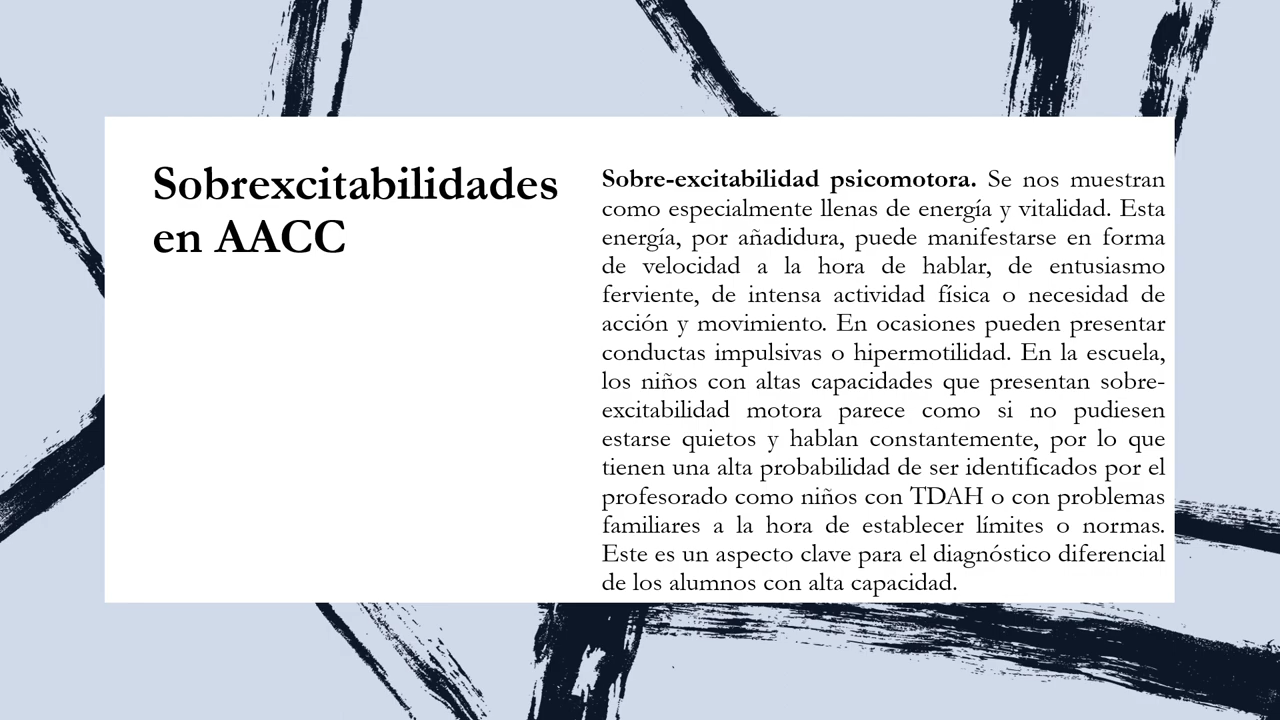 Sobrexcitabilidades
en AACC
Sobre-excitabilidad psicomotora. Se nos muestran
como especialmente llenas de energía y vitalidad. Esta
energía, por añadidura, puede manifestarse en forma
de velocidad a la hora de hablar, de entusiasmo
ferviente, de intensa actividad física o necesidad de
acción y movimiento. En ocasiones pueden presentar
conductas impulsivas o hipermotilidad. En la escuela,
los niños con altas capacidades que presentan sobre-
excitabilidad motora parece como si no pudiesen
estarse quietos y hablan constantemente, por lo que
tienen una alta probabilidad de ser identificados por el
profesorado como niños con TDAH o con problemas
familiares a la hora de establecer límites o normas.
Este es un aspecto clave para el diagnóstico diferencial
de los alumnos con alta capacidad.